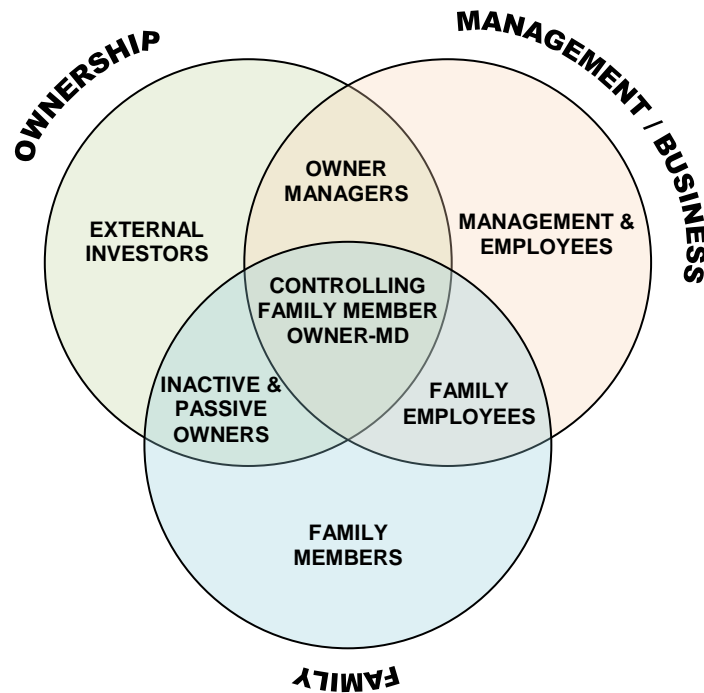 OWNERSHIP
MANAGEMENT / BUSINESS
OWNER
MANAGERS
EXTERNAL
INVESTORS
MANAGEMENT &
EMPLOYEES
CONTROLLING
FAMILY MEMBER
OWNER-MD
INACTIVE &
PASSIVE
OWNERS
FAMILY
EMPLOYEES
FAMILY
MEMBERS
FAMILY